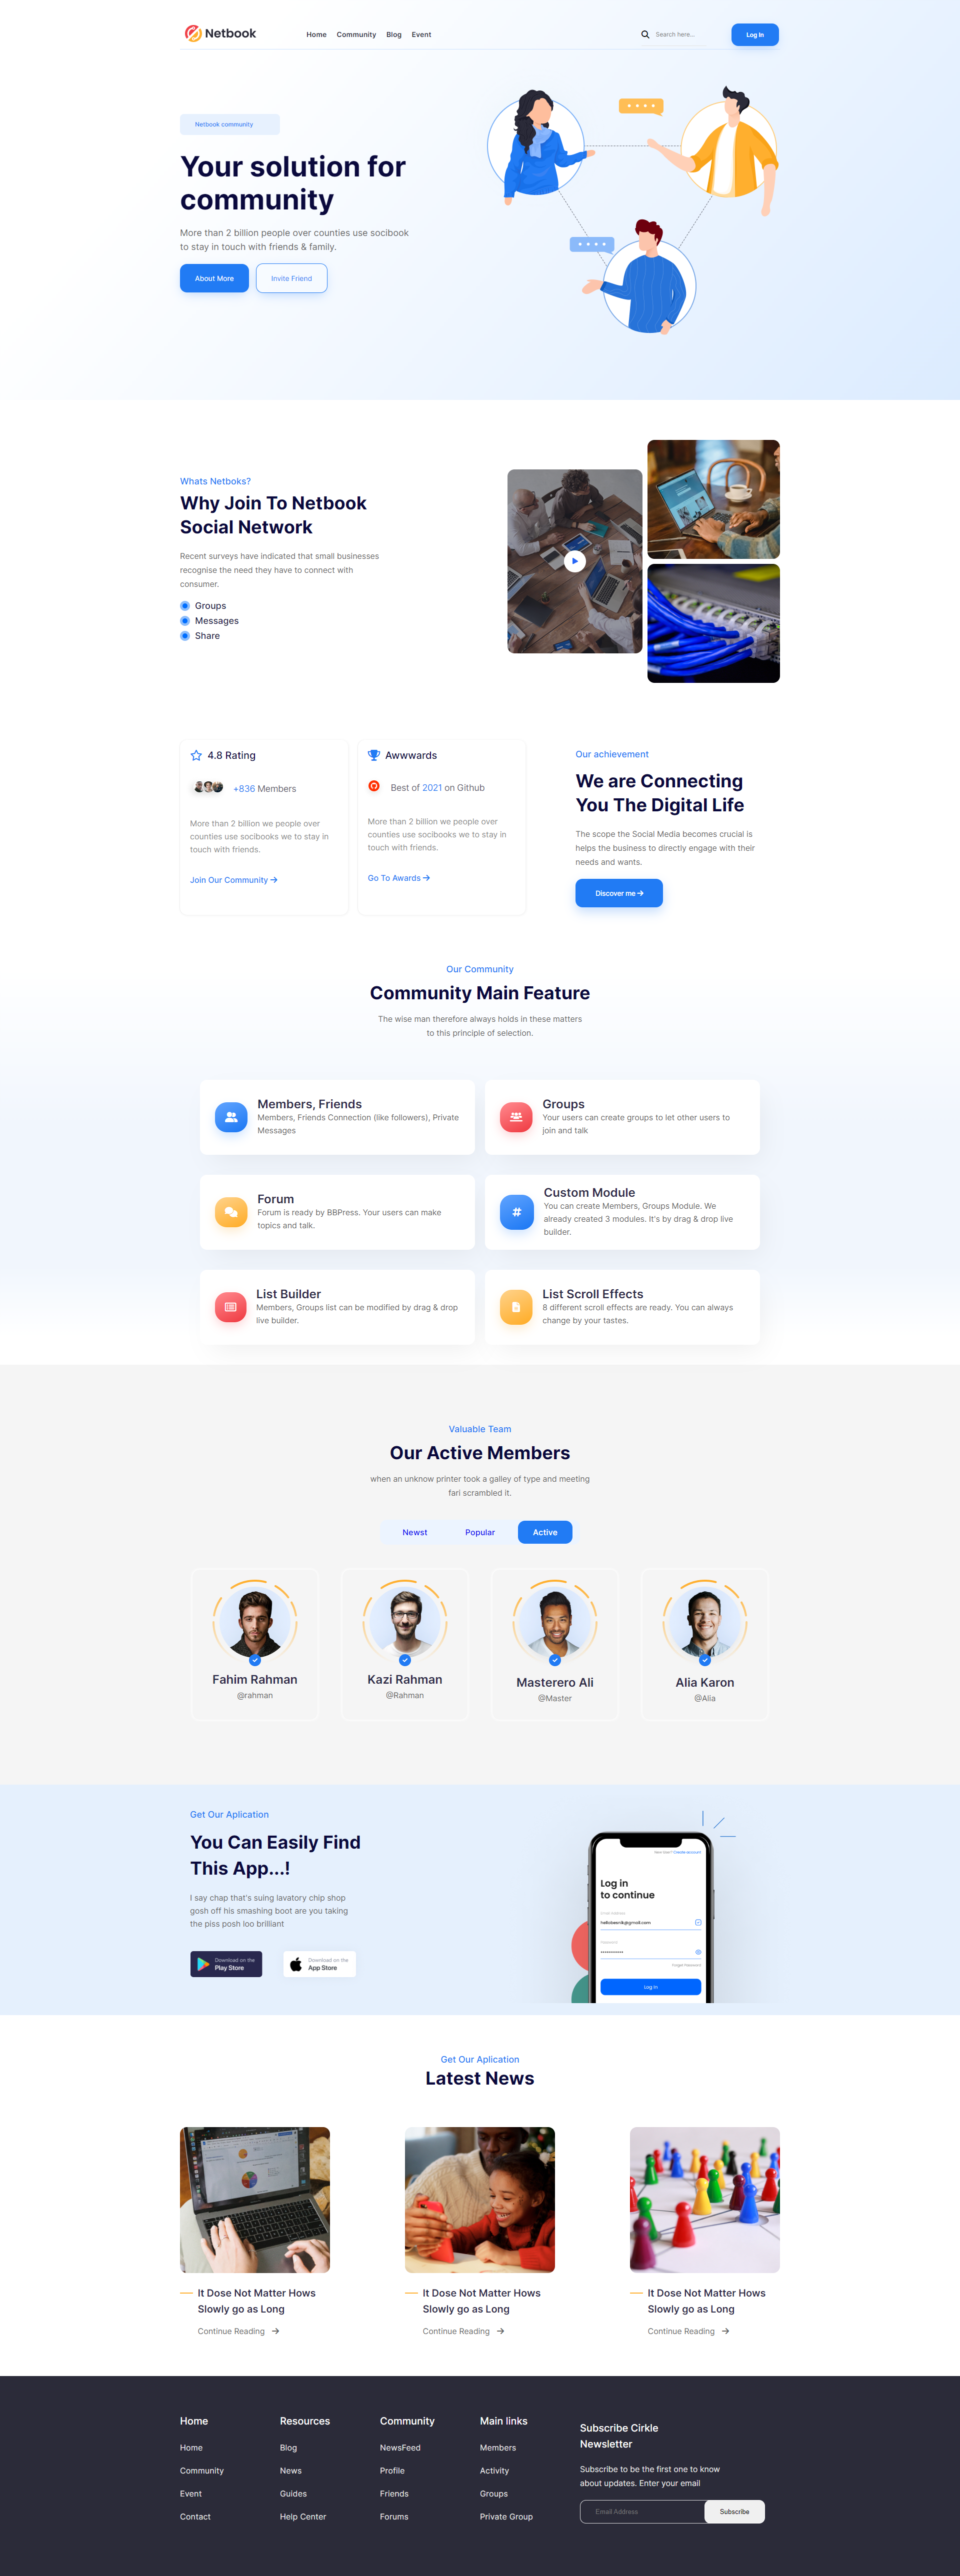 Netbook
Home Community Blog Event
Search here...
Log In
Netbook community
Your solution for
community
More than 2 billion people over counties use socibook
to stay in touch with friends & family.
About More
Invite Friend
Whats Netboks?
Why Join To Netbook
Social Network
Recent surveys have indicated that small businesses
recognise the need they have to connect with
consumer.
Groups
Messages
Share
4.8 Rating
+836 Members
More than 2 billion we people over
counties use socibooks we to stay in
touch with friends.
Join Our Community
Awwwards
Best of 2021 on Github
More than 2 billion we people over
counties use socibooks we to stay in
touch with friends.
Go To Awards
Our achievement
We are Connecting
You The Digital Life
The scope the Social Media becomes crucial is
helps the business to directly engage with their
needs and wants.
Discover me
Our Community
Community Main Feature
The wise man therefore always holds in these matters
to this principle of selection.
Members, Friends
Members, Friends Connection (like followers), Private
Messages
Groups
Your users can create groups to let other users to
join and talk
Forum
Forum is ready by BBPress. Your users can make
topics and talk.
Custom Module
You can create Members, Groups Module. We
already created 3 modules. It's by drag & drop live
builder.
List Builder
Members, Groups list can be modified by drag & drop
live builder.
List Scroll Effects
8 different scroll effects are ready. You can always
change by your tastes.
Valuable Team
Our Active Members
when an unknow printer took a galley of type and meeting
fari scrambled it.
Newst
Popular
Active
Fahim Rahman
@rahman
Kazi Rahman
@Rahman
Masterero Ali
@Master
Alia Karon
@Alia
Get Our Aplication
You Can Easily Find
This App...!
I say chap that's suing lavatory chip shop
gosh off his smashing boot are you taking
the piss posh loo brilliant
Download on the
Play Store
Download on the
App Store
Create account
Log in
to continue
Password
Forgot Password
Log In
Get Our Aplication
Latest News
It Dose Not Matter Hows
Slowly go as Long
Continue Reading
It Dose Not Matter Hows
Slowly go as Long
Continue Reading
It Dose Not Matter Hows
Slowly go as Long
Continue Reading
Home
Home
Community
Event
Contact
Resources
Blog
News
Guides
Help Center
Community
NewsFeed
Profile
Friends
Forums
Main links
Members
Activity
Groups
Private Group
Subscribe Cirkle
Newsletter
Subscribe to be the first one to know
about updates. Enter your email
Email Address
Subscribe